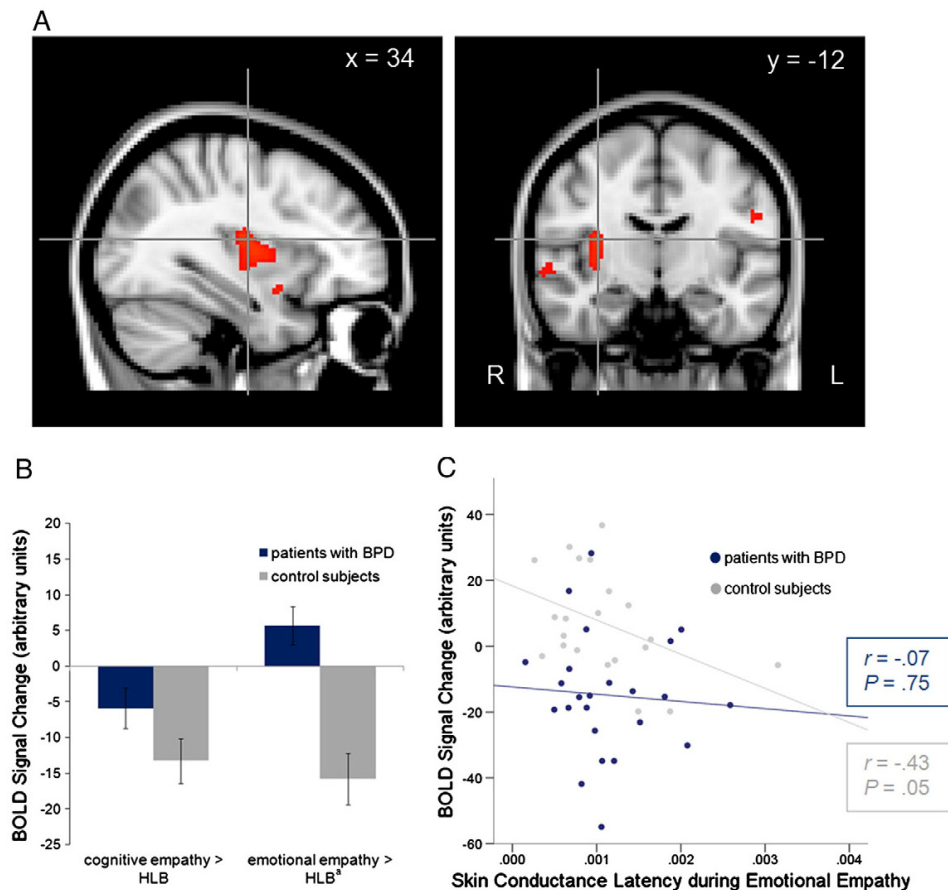 A
x = 34
y = -12
R
L
B
BOLD Signal Change (arbitrary units)
20
15
10
5
0
-5
-10
-15
-20
-25
patients with BPD
control subjects
cognitive empathy >
HLB
emotional empathy >
HLBᵃ
C
BOLD Signal Change (arbitrary units)
40
20
0
-20
-40
-60
patients with BPD
control subjects
r = -.07
P = .75
r = -.43
P = .05
.000
.001
.002
.003
.004
Skin Conductance Latency during Emotional Empathy